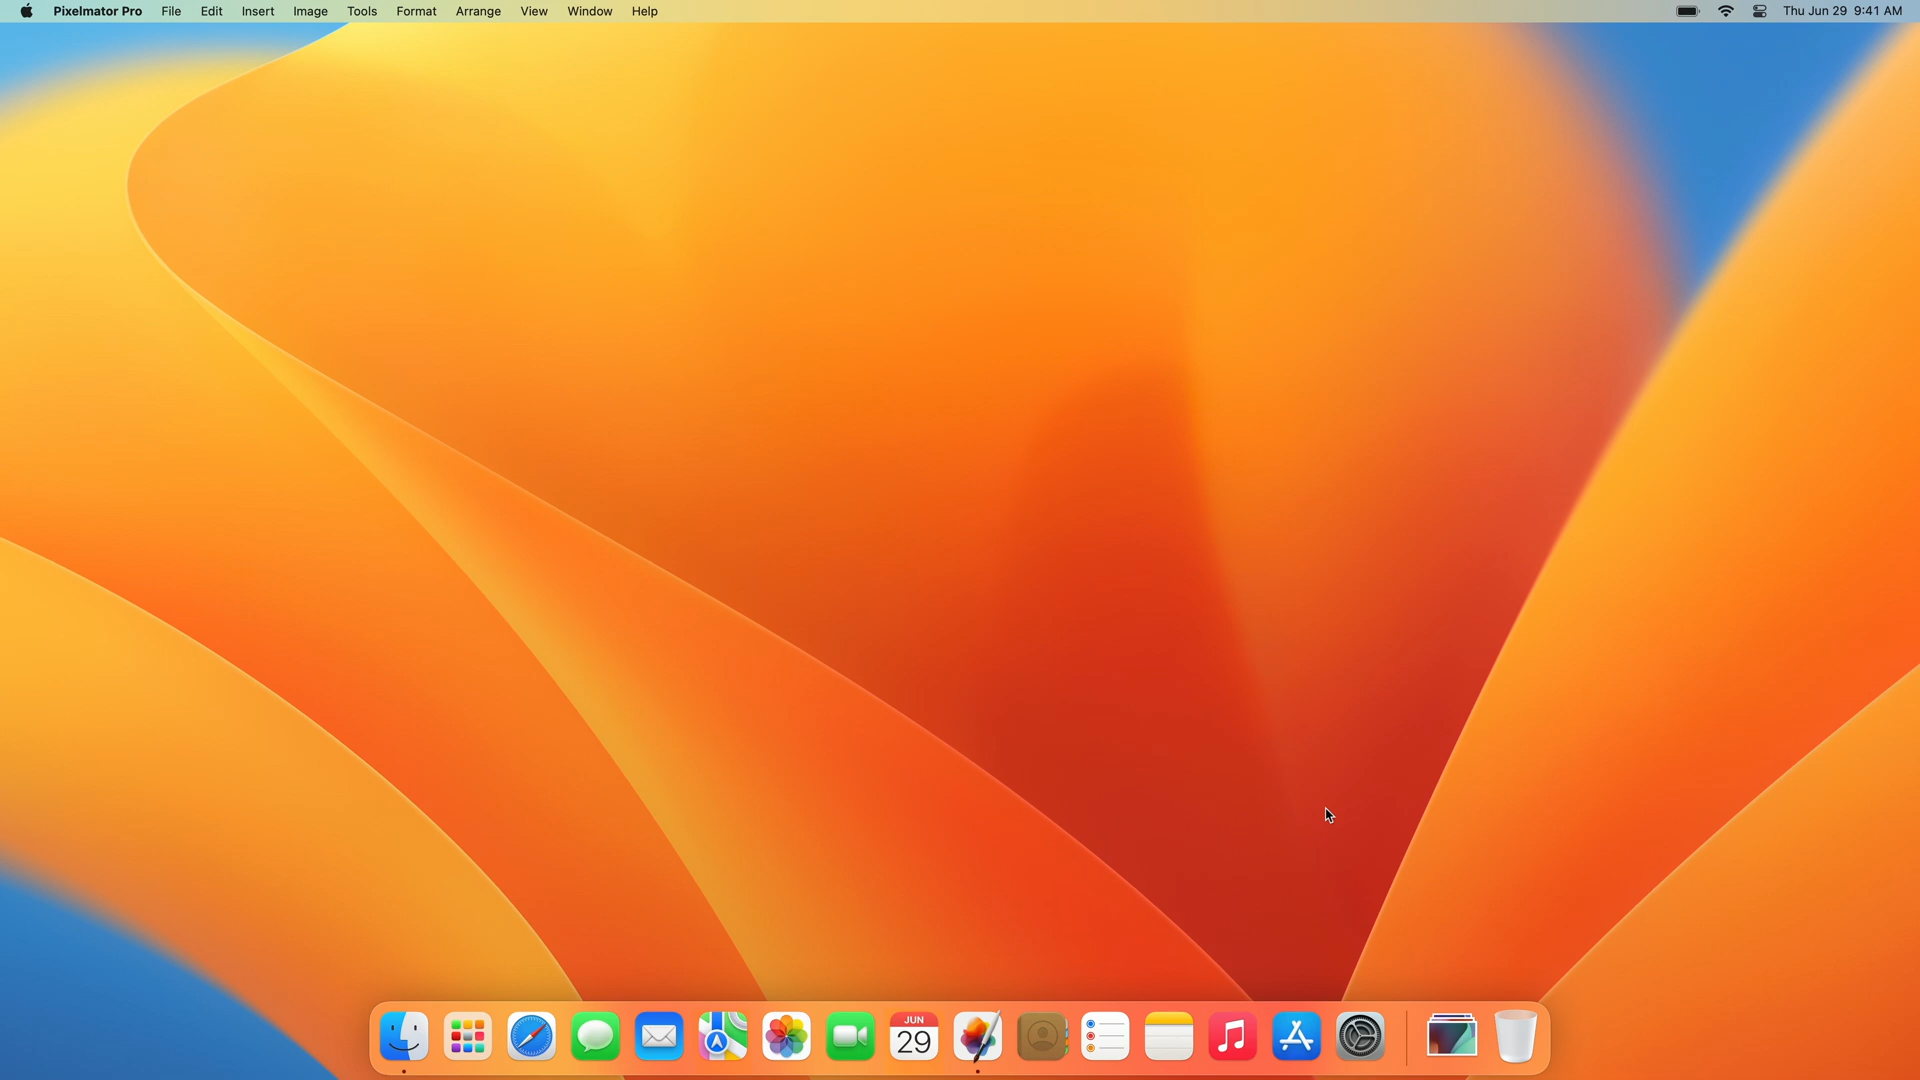 Pixelmator Pro File Edit Insert Image Tools Format Arrange View Window Help Thu Jun 29 9:41 AM
JUN
29